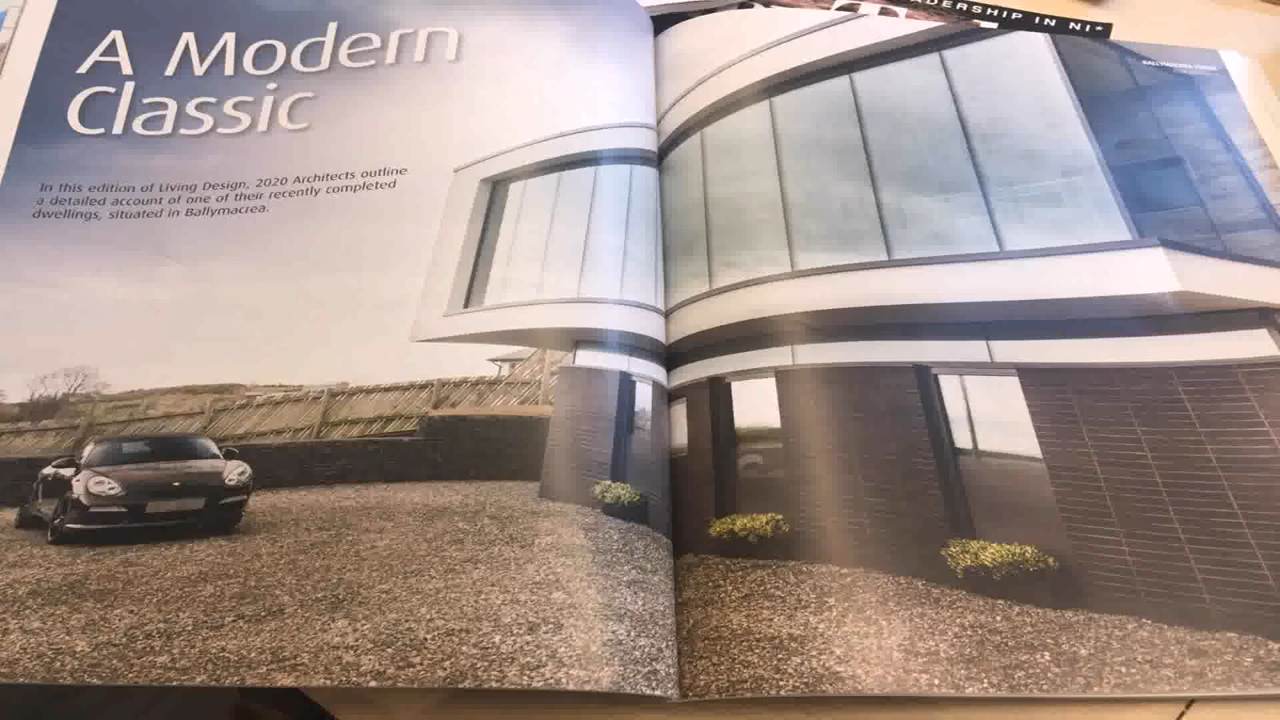 A Modern
Classic
In this edition of Living Design, 2020 Architects outline
a detailed account of one of their recently completed
dwellings, situated in Ballymacrea.
LEADERSHIP IN NI*